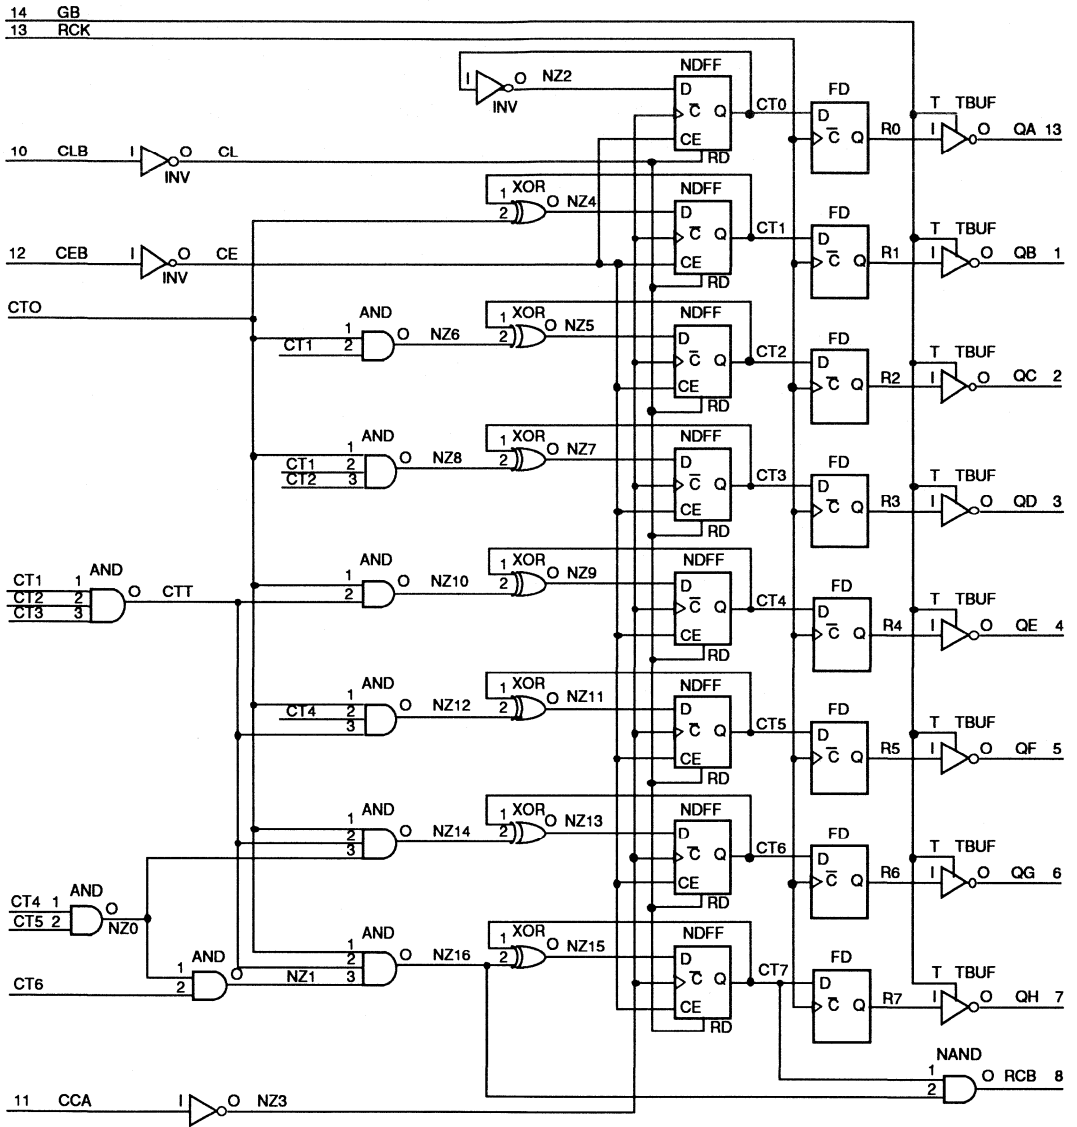 14 GB
13 RCK
I O NZ2
INV
NDFF
D
C̅ Q
CE
RD
CT0
FD
D
C̅ Q
R0
T TBUF
I O QA 13
10 CLB I O CL
INV
1 XOR
2 O NZ4
NDFF
D
C̅ Q
CE
RD
CT1
FD
D
C̅ Q
R1
T TBUF
I O QB 1
12 CEB I O CE
INV
CTO
AND
1
CT1 2
O NZ6
1 XOR
2 O NZ5
NDFF
D
C̅ Q
CE
RD
CT2
FD
D
C̅ Q
R2
T TBUF
I O QC 2
AND
1
CT1 2
CT2 3
O NZ8
1 XOR
2 O NZ7
NDFF
D
C̅ Q
CE
RD
CT3
FD
D
C̅ Q
R3
T TBUF
I O QD 3
AND
CT1 1
CT2 2
CT3 3
O CTT
AND
1
2
O NZ10
1 XOR
2 O NZ9
NDFF
D
C̅ Q
CE
RD
CT4
FD
D
C̅ Q
R4
T TBUF
I O QE 4
AND
1
CT4 2
3
O NZ12
1 XOR
2 O NZ11
NDFF
D
C̅ Q
CE
RD
CT5
FD
D
C̅ Q
R5
T TBUF
I O QF 5
AND
1
2
3
O NZ14
1 XOR
2 O NZ13
NDFF
D
C̅ Q
CE
RD
CT6
FD
D
C̅ Q
R6
T TBUF
I O QG 6
AND
CT4 1
CT5 2
O
NZ0
AND
1
CT6 2
O
NZ1
AND
1
2
3
O NZ16
1 XOR
2 O NZ15
NDFF
D
C̅ Q
CE
RD
CT7
FD
D
C̅ Q
R7
T TBUF
I O QH 7
NAND
1
2
O RCB 8
11 CCA I O NZ3